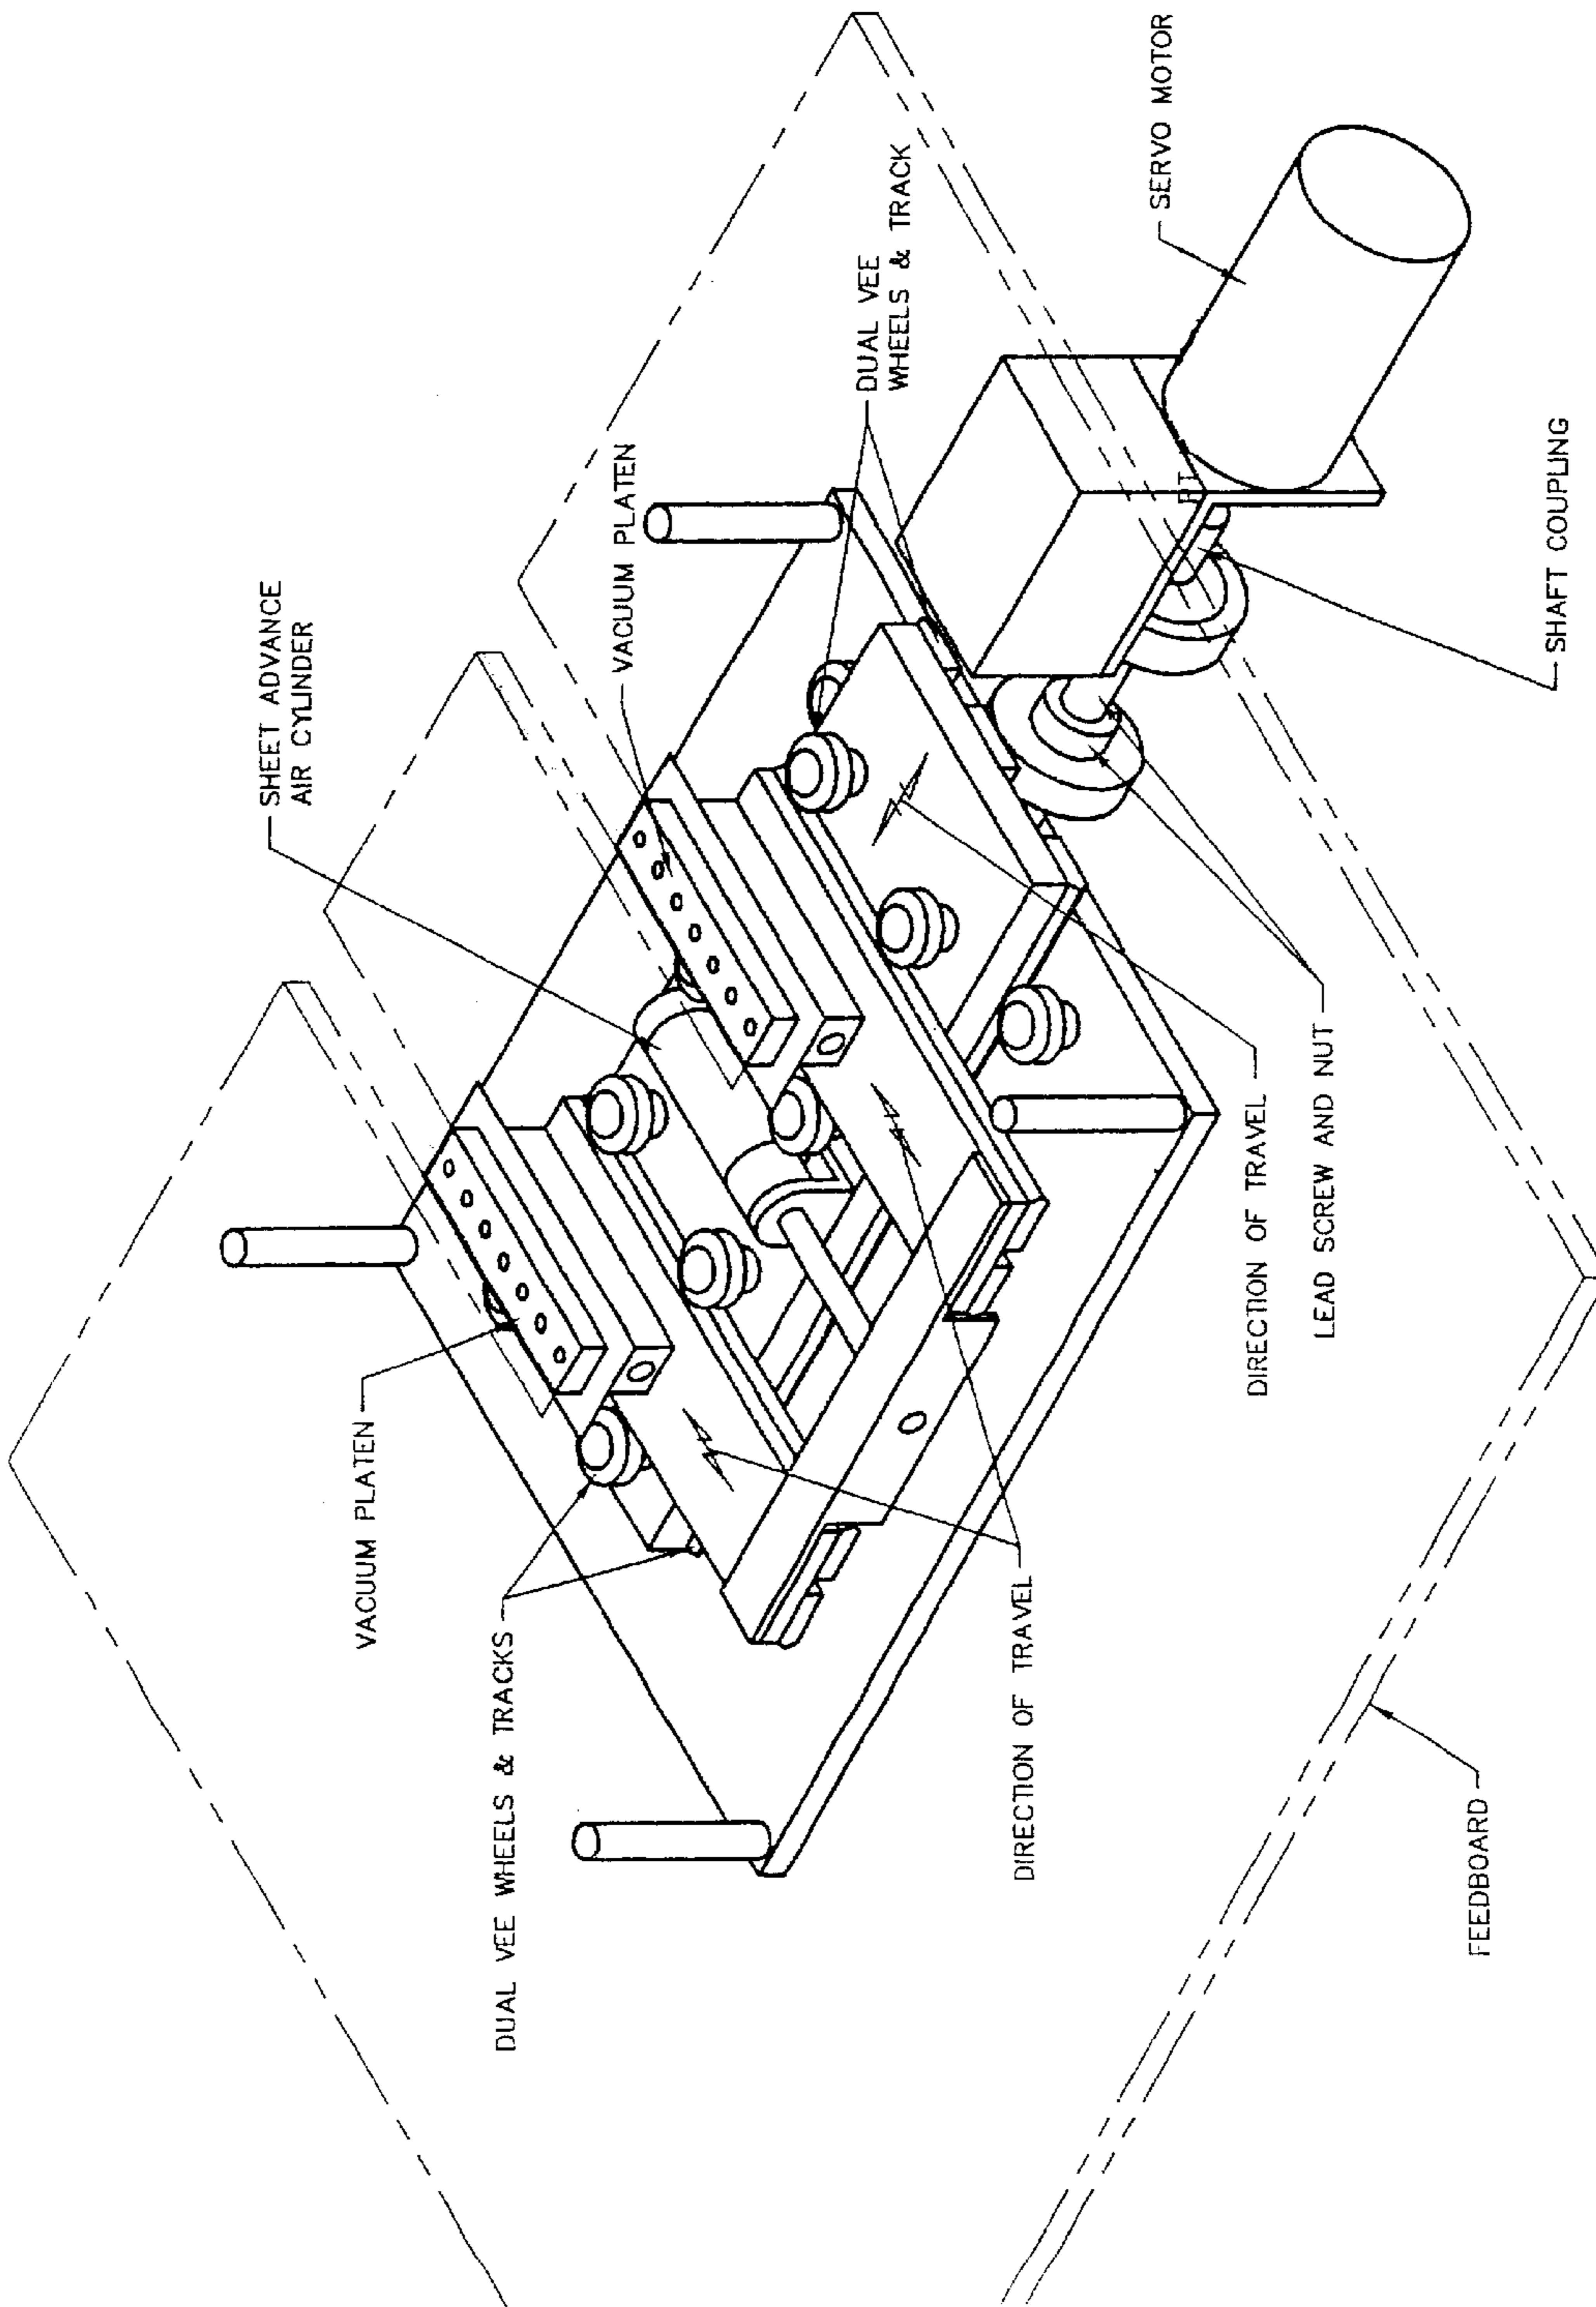 SHEET ADVANCE
AIR CYLINDER
VACUUM PLATEN
DUAL VEE
WHEELS & TRACK
SERVO MOTOR
VACUUM PLATEN
DUAL VEE WHEELS & TRACKS
DIRECTION OF TRAVEL
DIRECTION OF TRAVEL
LEAD SCREW AND NUT
SHAFT COUPLING
FEEDBOARD